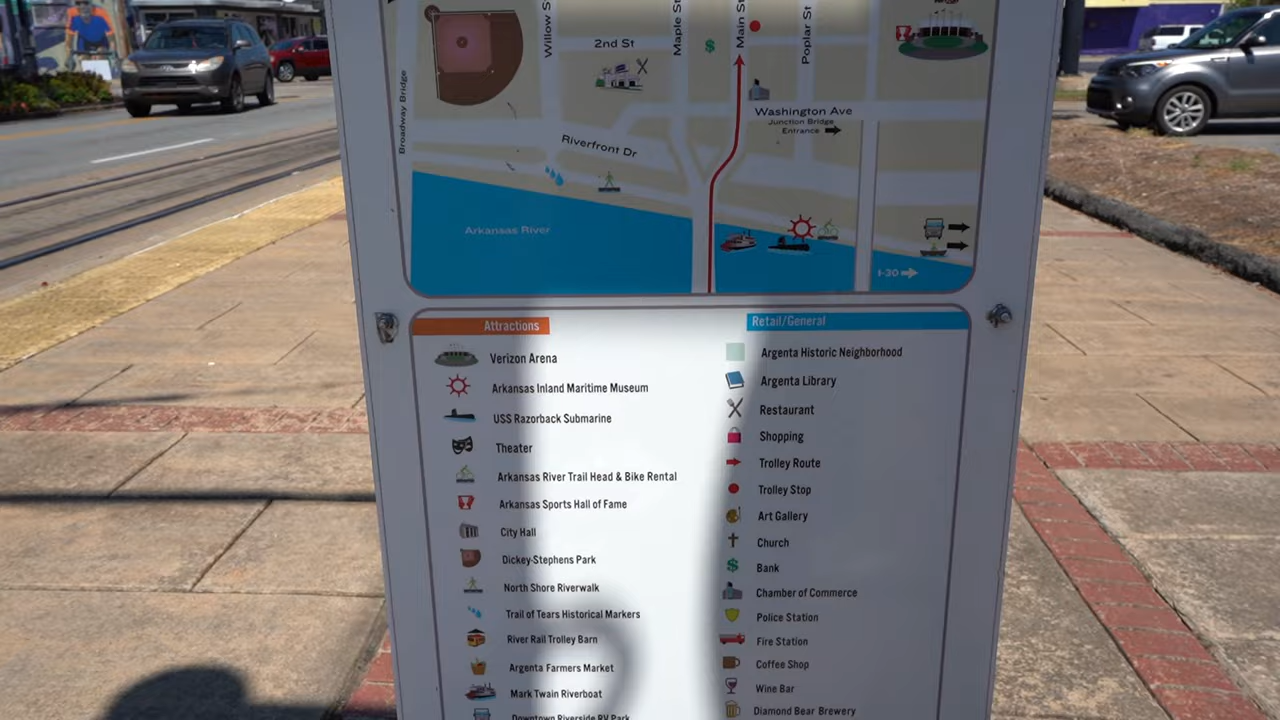 Willow S
Maple St
Main St
Poplar St
2nd St
$
Broadway Bridge
Washington Ave
Junction Bridge
Entrance
Riverfront Dr
Arkansas River
I-30
Attractions
Verizon Arena
Arkansas Inland Maritime Museum
USS Razorback Submarine
Theater
Arkansas River Trail Head & Bike Rental
Arkansas Sports Hall of Fame
City Hall
Dickey-Stephens Park
North Shore Riverwalk
Trail of Tears Historical Markers
River Rail Trolley Barn
Argenta Farmers Market
Mark Twain Riverboat
Downtown Riverside RV Park
Retail/General
Argenta Historic Neighborhood
Argenta Library
Restaurant
Shopping
Trolley Route
Trolley Stop
Art Gallery
Church
$ Bank
Chamber of Commerce
Police Station
Fire Station
Coffee Shop
Wine Bar
Diamond Bear Brewery